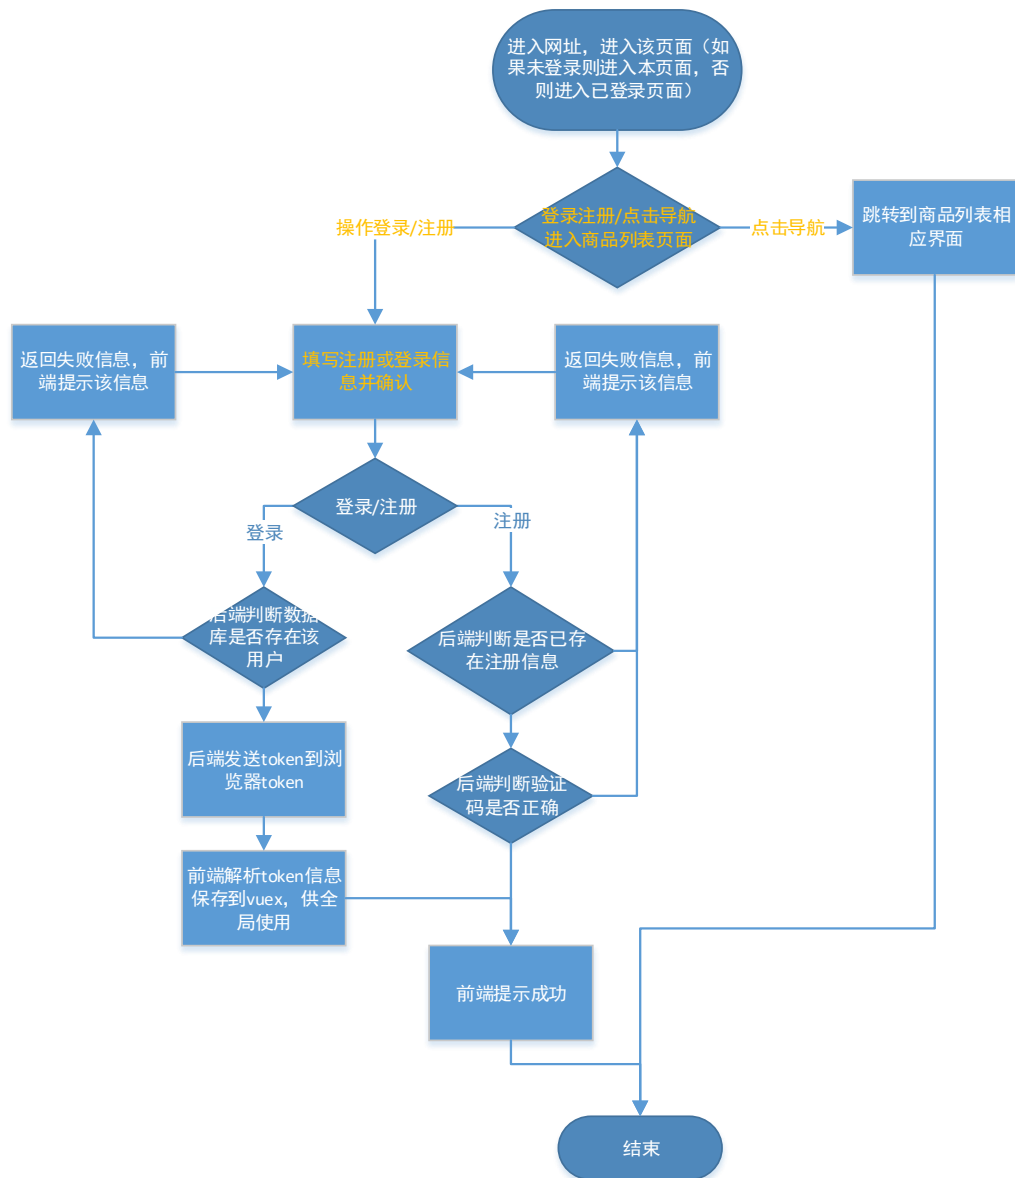 进入网址，进入该页面（如
果未登录则进入本页面，否
则进入已登录页面）
登录注册/点击导航
进入商品列表页面
操作登录/注册
点击导航
跳转到商品列表相
应界面
返回失败信息，前
端提示该信息
填写注册或登录信
息并确认
返回失败信息，前
端提示该信息
登录/注册
登录
注册
后端判断数据
库是否存在该
用户
后端判断是否已存
在注册信息
后端发送token到浏
览器token
后端判断验证
码是否正确
前端解析token信息
保存到vuex，供全
局使用
前端提示成功
结束